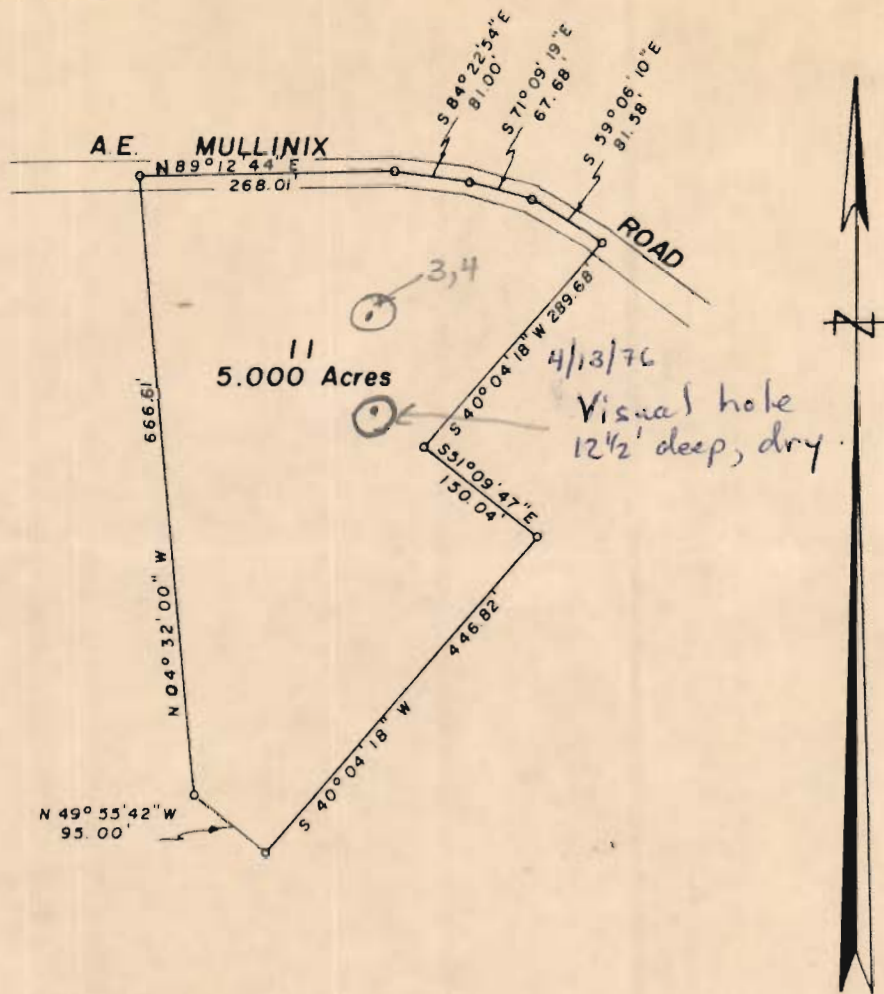 S 84° 22' 54" E
81.00'
S 71° 09' 19" E
67.68'
S 59° 06' 10" E
81.58'
A.E. MULLINIX ROAD
N 89° 12' 44" E
268.01'
3,4
11
5.000 Acres
S 40° 04' 18" W 289.68'
4/13/76
Visual hole
12½' deep, dry.
666.61'
N 04° 32' 00" W
S 51° 09' 47" E
150.04'
446.82'
S 40° 04' 18" W
N 49° 55' 42" W
95.00'
N